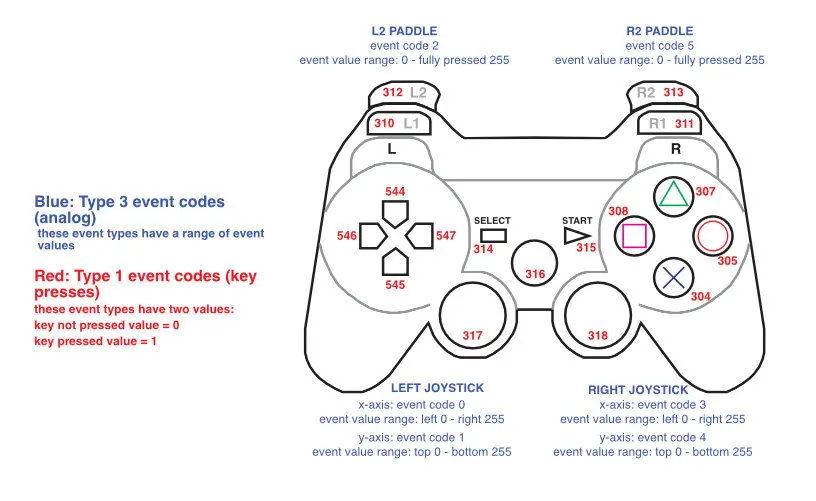 L2 PADDLE
event code 2
event value range: 0 - fully pressed 255
R2 PADDLE
event code 5
event value range: 0 - fully pressed 255
312 L2
R2 313
310 L1
R1 311
L
R
544
307
Blue: Type 3 event codes
(analog)
these event types have a range of event
values
SELECT
START
308
546
547
314
315
305
316
545
304
Red: Type 1 event codes (key
presses)
these event types have two values:
key not pressed value = 0
key pressed value = 1
317
318
LEFT JOYSTICK
x-axis: event code 0
event value range: left 0 - right 255
y-axis: event code 1
event value range: top 0 - bottom 255
RIGHT JOYSTICK
x-axis: event code 3
event value range: left 0 - right 255
y-axis: event code 4
event value range: top 0 - bottom 255